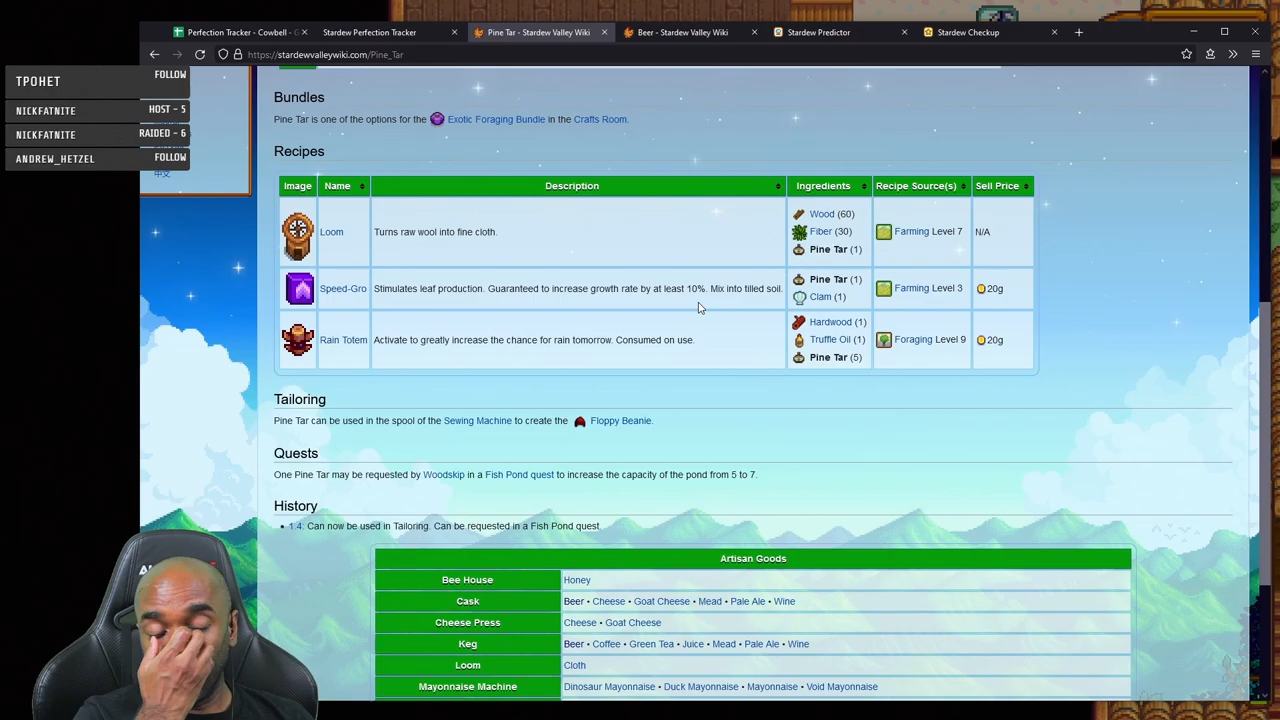 Perfection Tracker - Cowbell - G
Stardew Perfection Tracker
Pine Tar - Stardew Valley Wiki
Beer - Stardew Valley Wiki
Stardew Predictor
Stardew Checkup
https://stardewvalleywiki.com/Pine_Tar
TPOHET FOLLOW
NICKFATNITE HOST - 5
NICKFATNITE RAIDED - 6
ANDREW_HETZEL FOLLOW
中文
Bundles
Pine Tar is one of the options for the Exotic Foraging Bundle in the Crafts Room.
Recipes
Image Name Description Ingredients Recipe Source(s) Sell Price
Loom Turns raw wool into fine cloth. Wood (60) Fiber (30) Pine Tar (1) Farming Level 7 N/A
Speed-Gro Stimulates leaf production. Guaranteed to increase growth rate by at least 10%. Mix into tilled soil. Pine Tar (1) Clam (1) Farming Level 3 20g
Rain Totem Activate to greatly increase the chance for rain tomorrow. Consumed on use. Hardwood (1) Truffle Oil (1) Pine Tar (5) Foraging Level 9 20g
Tailoring
Pine Tar can be used in the spool of the Sewing Machine to create the Floppy Beanie.
Quests
One Pine Tar may be requested by Woodskip in a Fish Pond quest to increase the capacity of the pond from 5 to 7.
History
• 1.4: Can now be used in Tailoring. Can be requested in a Fish Pond quest.
Artisan Goods
Bee House Honey
Cask Beer • Cheese • Goat Cheese • Mead • Pale Ale • Wine
Cheese Press Cheese • Goat Cheese
Keg Beer • Coffee • Green Tea • Juice • Mead • Pale Ale • Wine
Loom Cloth
Mayonnaise Machine Dinosaur Mayonnaise • Duck Mayonnaise • Mayonnaise • Void Mayonnaise